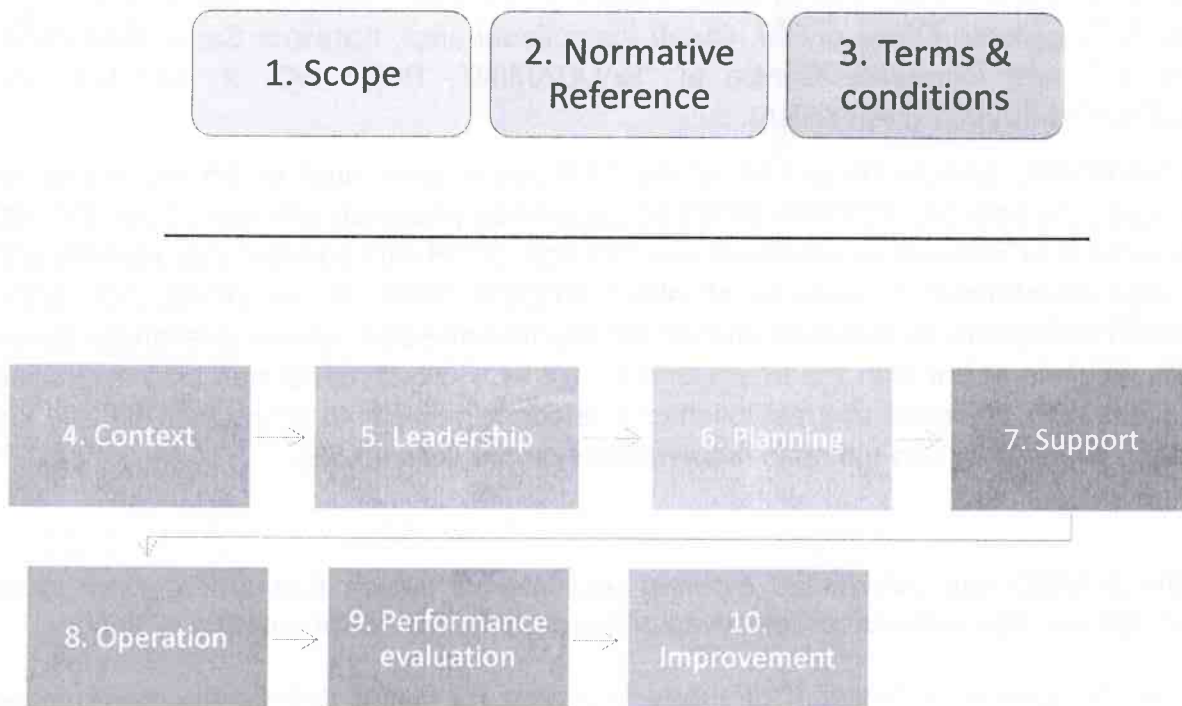 1. Scope
2. Normative
Reference
3. Terms &
conditions
4. Context
5. Leadership
6. Planning
7. Support
8. Operation
9. Performance
evaluation
10.
Improvement